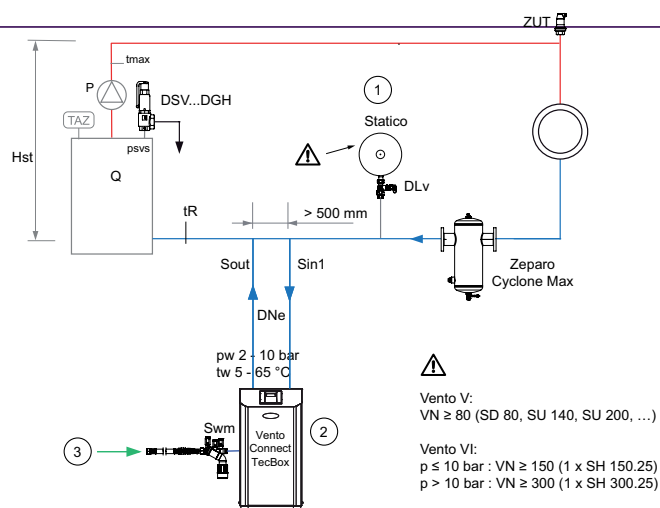 ZUT
tmax
P
DSV...DGH
1
TAZ
Statico
psvs
Hst
Q
DLv
tR
> 500 mm
Sout
Sin1
Zeparo
Cyclone Max
DNe
pw 2 - 10 bar
tw 5 - 65 °C
Vento V:
VN ≥ 80 (SD 80, SU 140, SU 200, …)
Swm
2
Vento
Connect
TecBox
3
Vento VI:
p ≤ 10 bar : VN ≥ 150 (1 x SH 150.25)
p > 10 bar : VN ≥ 300 (1 x SH 300.25)